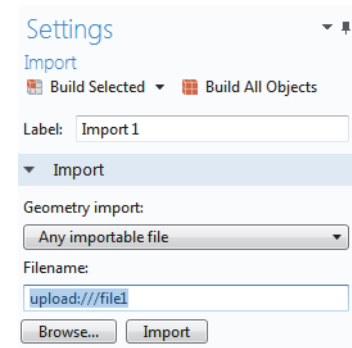 Settings
Import
Build Selected Build All Objects
Label: Import 1
Import
Geometry import:
Any importable file
Filename:
upload:///file1
Browse... Import